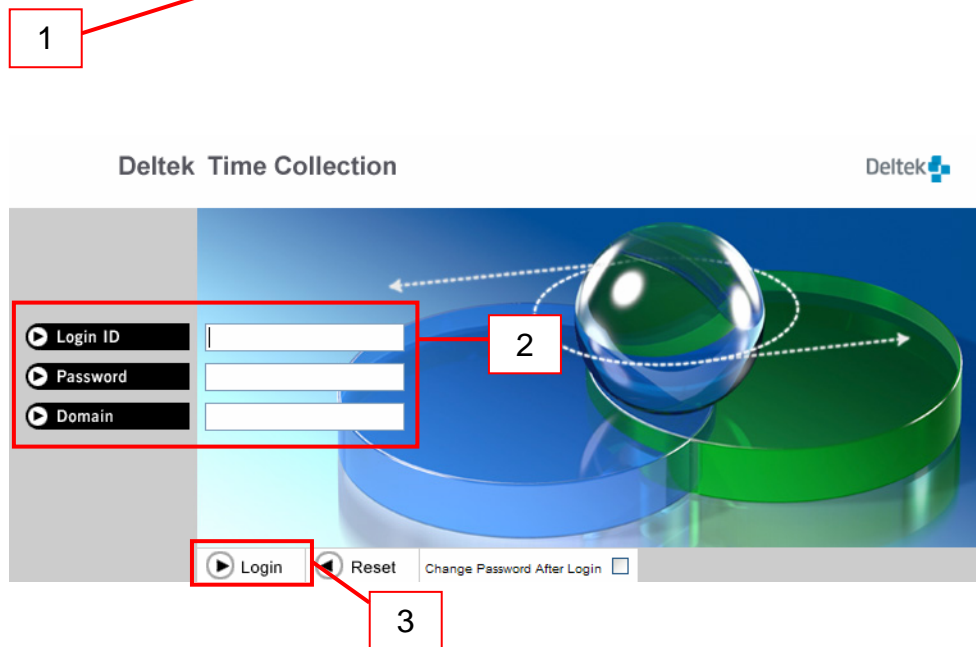 1
Deltek Time Collection
Deltek
Login ID
2
Password
Domain
Login Reset Change Password After Login
3